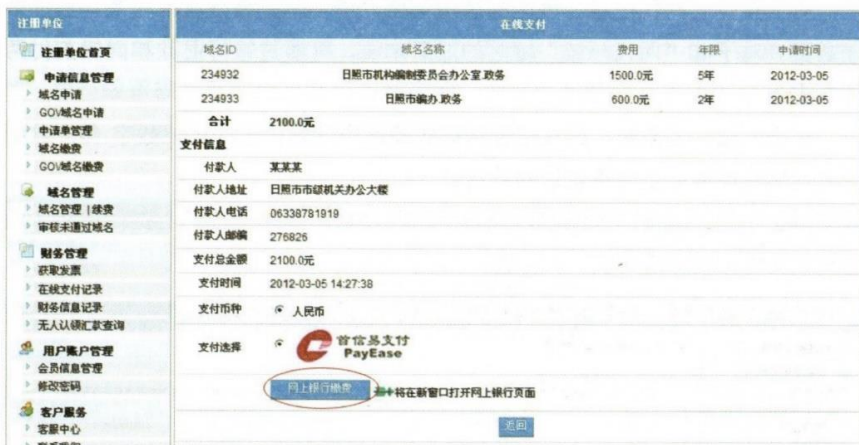 注册单位
注册单位首页
申请信息管理
域名申请
GOV域名申请
申请单管理
域名缴费
GOV域名缴费
域名管理
域名管理 | 续费
审核未通过域名
财务管理
获取发票
在线支付记录
财务信息记录
无人认领汇款查询
用户账户管理
会员信息管理
修改密码
客户服务
客服中心
在线支付
域名ID 域名名称 费用 年限 申请时间
234932 日照市机构编制委员会办公室.政务 1500.0元 5年 2012-03-05
234933 日照市编办.政务 600.0元 2年 2012-03-05
合计 2100.0元
支付信息
付款人 某某某
付款人地址 日照市市级机关办公大楼
付款人电话 06338781919
付款人邮编 276826
支付总金额 2100.0元
支付时间 2012-03-05 14:27:38
支付币种 人民币
支付选择 首信易支付
PayEase
网上银行缴费 将在新窗口打开网上银行页面
返回